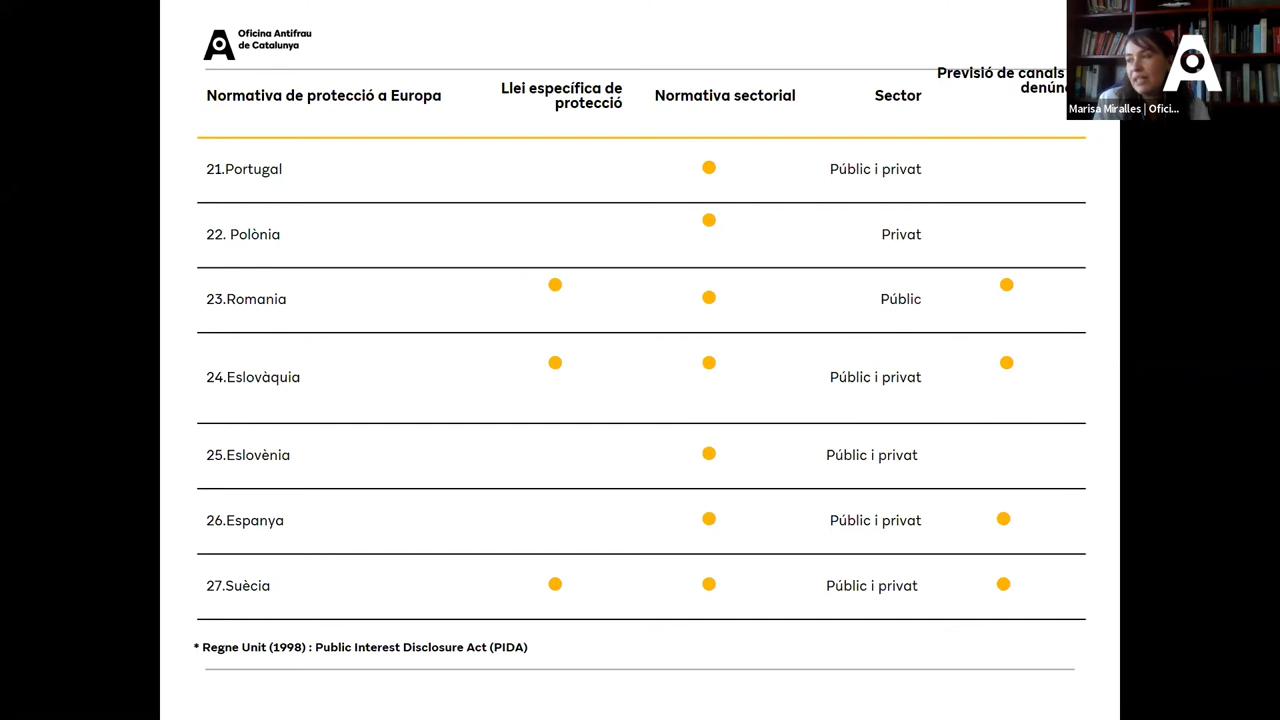 Oficina Antifrau
de Catalunya
Normativa de protecció a Europa
Llei específica de
protecció
Normativa sectorial
Sector
Previsió de canals
21.Portugal
Públic i privat
22. Polònia
Privat
23.Romania
Públic
24.Eslovàquia
Públic i privat
25.Eslovènia
Públic i privat
26.Espanya
Públic i privat
27.Suècia
Públic i privat
* Regne Unit (1998) : Public Interest Disclosure Act (PIDA)
Marisa Miralles | Ofici...